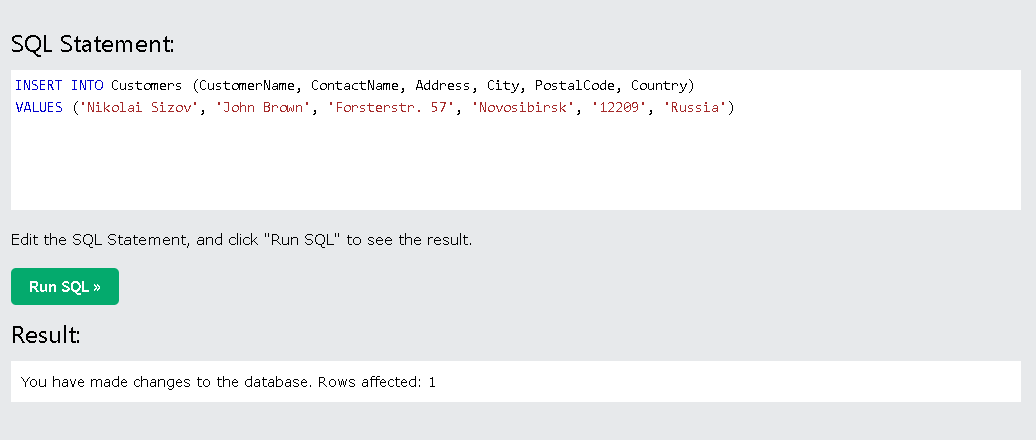 SQL Statement:
INSERT INTO Customers (CustomerName, ContactName, Address, City, PostalCode, Country)
VALUES ('Nikolai Sizov', 'John Brown', 'Forsterstr. 57', 'Novosibirsk', '12209', 'Russia')
Edit the SQL Statement, and click "Run SQL" to see the result.
Run SQL »
Result:
You have made changes to the database. Rows affected: 1